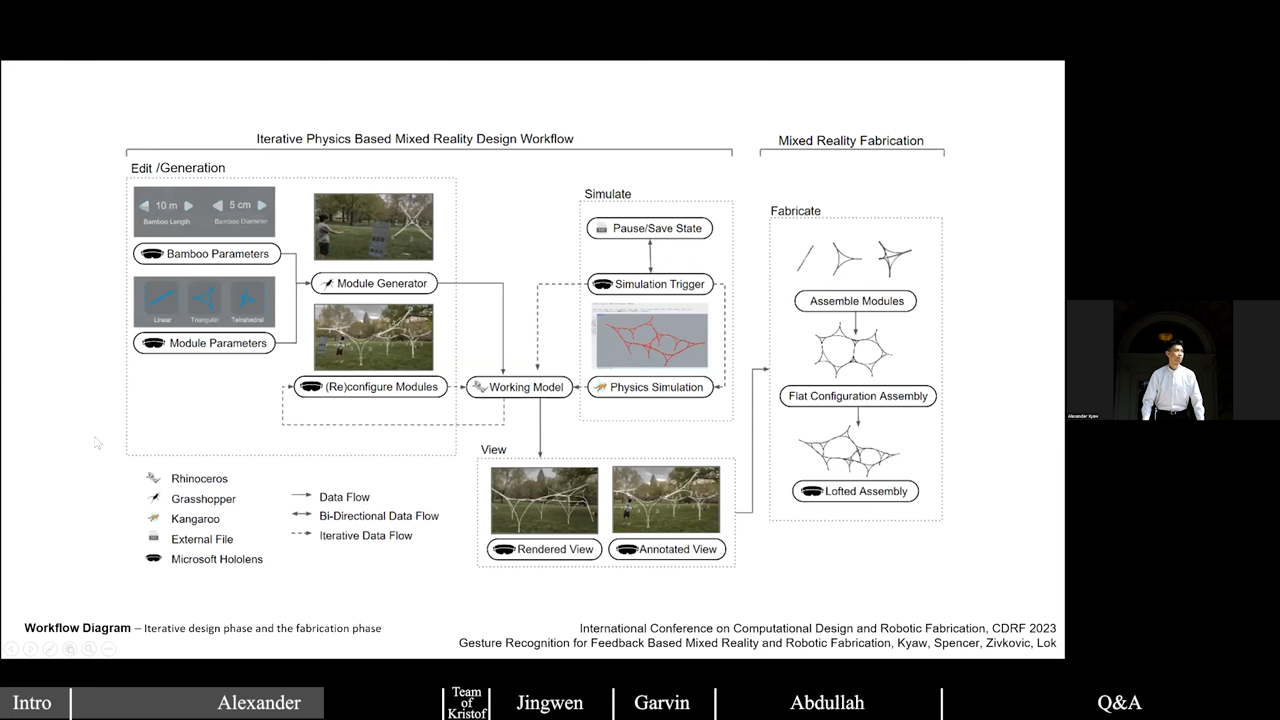 Iterative Physics Based Mixed Reality Design Workflow
Mixed Reality Fabrication
Edit /Generation
10 m
5 cm
Bamboo Length
Bamboo Diameter
Bamboo Parameters
Linear
Triangular
Tetrahedral
Module Parameters
Module Generator
(Re)configure Modules
Working Model
Simulate
Pause/Save State
Simulation Trigger
Physics Simulation
View
Rendered View
Annotated View
Fabricate
Assemble Modules
Flat Configuration Assembly
Lofted Assembly
Rhinoceros
Grasshopper
Kangaroo
External File
Microsoft Hololens
Data Flow
Bi-Directional Data Flow
Iterative Data Flow
Workflow Diagram – Iterative design phase and the fabrication phase
International Conference on Computational Design and Robotic Fabrication, CDRF 2023
Gesture Recognition for Feedback Based Mixed Reality and Robotic Fabrication, Kyaw, Spencer, Zivkovic, Lok
Alexander Kyaw
Intro
Alexander
Team
of
Kristof
Jingwen
Garvin
Abdullah
Q&A